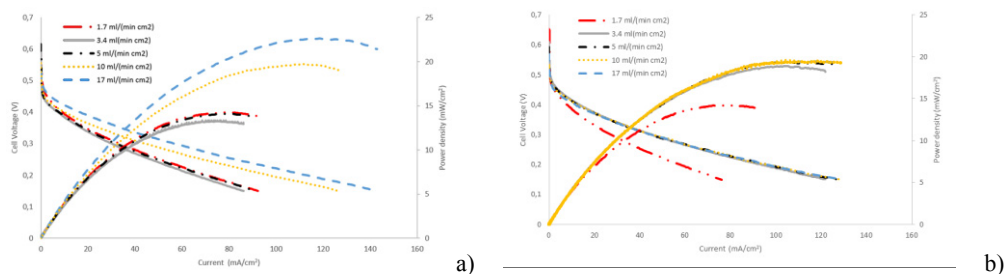 1.7 ml/(min cm2)
3.4 ml(min cm2)
5 ml/(min cm2)
10 ml/(min cm2)
17 ml/(min cm2)
Cell Voltage (V)
0,7
0,6
0,5
0,4
0,3
0,2
0,1
0
Power density (mW/cm²)
25
20
15
10
5
0
0 20 40 60 80 100 120 140 160
Current (mA/cm²)
a)
1.7 ml/(min cm2)
3.4 ml(min cm2)
5 ml/(min cm2)
10 ml/(min cm2)
17 ml/(min cm2)
Cell Voltage (V)
0,7
0,6
0,5
0,4
0,3
0,2
0,1
0
Power density (mW/cm²)
25
20
15
10
5
0
0 20 40 60 80 100 120 140 160
Current (mA/cm²)
b)